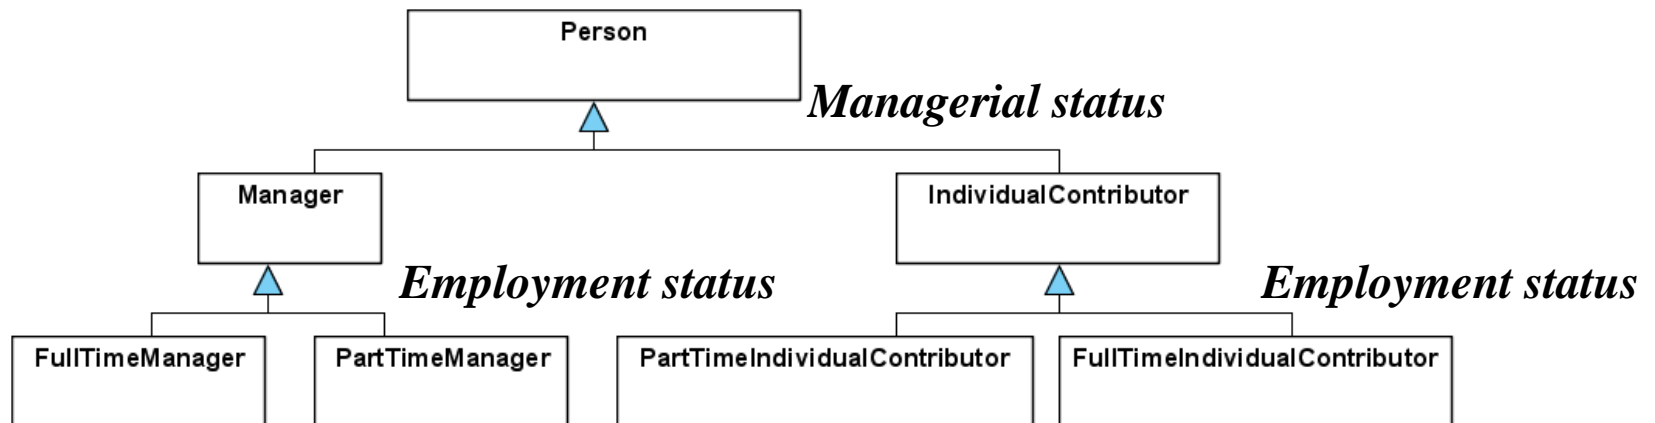 Person
Managerial status
Manager
IndividualContributor
Employment status
Employment status
FullTimeManager
PartTimeManager
PartTimeIndividualContributor
FullTimeIndividualContributor